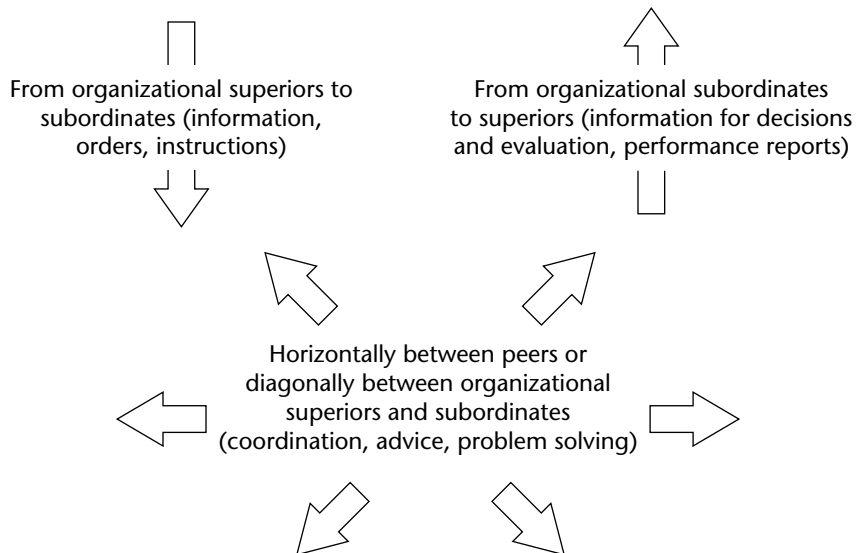 From organizational superiors to
subordinates (information,
orders, instructions)
From organizational subordinates
to superiors (information for decisions
and evaluation, performance reports)
Horizontally between peers or
diagonally between organizational
superiors and subordinates
(coordination, advice, problem solving)